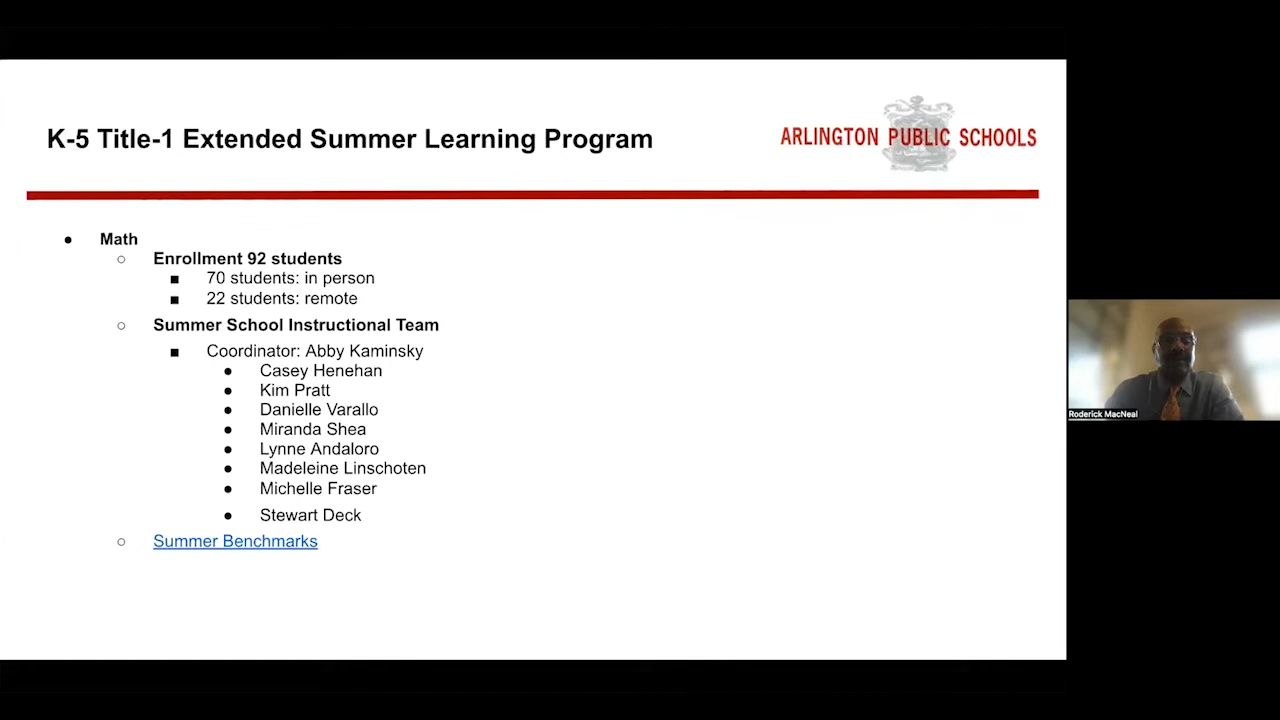 K-5 Title-1 Extended Summer Learning Program
ARLINGTON PUBLIC SCHOOLS
Math
Enrollment 92 students
70 students: in person
22 students: remote
Summer School Instructional Team
Coordinator: Abby Kaminsky
Casey Henehan
Kim Pratt
Danielle Varallo
Miranda Shea
Lynne Andaloro
Madeleine Linschoten
Michelle Fraser
Stewart Deck
Summer Benchmarks
Roderick MacNeal